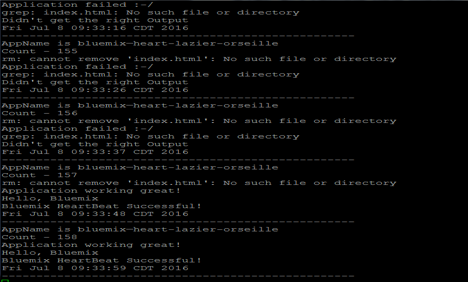 Application failed :-/
grep: index.html: No such file or directory
Didn't get the right Output
Fri Jul 8 09:33:16 CDT 2016
---------------------------------------------------
AppName is bluemix-heart-lazier-orseille
Count - 155
rm: cannot remove 'index.html': No such file or directory
Application failed :-/
grep: index.html: No such file or directory
Didn't get the right Output
Fri Jul 8 09:33:26 CDT 2016
---------------------------------------------------
AppName is bluemix-heart-lazier-orseille
Count - 156
rm: cannot remove 'index.html': No such file or directory
Application failed :-/
grep: index.html: No such file or directory
Didn't get the right Output
Fri Jul 8 09:33:37 CDT 2016
---------------------------------------------------
AppName is bluemix-heart-lazier-orseille
Count - 157
rm: cannot remove 'index.html': No such file or directory
Application working great!
Hello, Bluemix
Bluemix HeartBeat Successful!
Fri Jul 8 09:33:48 CDT 2016
---------------------------------------------------
AppName is bluemix-heart-lazier-orseille
Count - 158
Application working great!
Hello, Bluemix
Bluemix HeartBeat Successful!
Fri Jul 8 09:33:59 CDT 2016
---------------------------------------------------